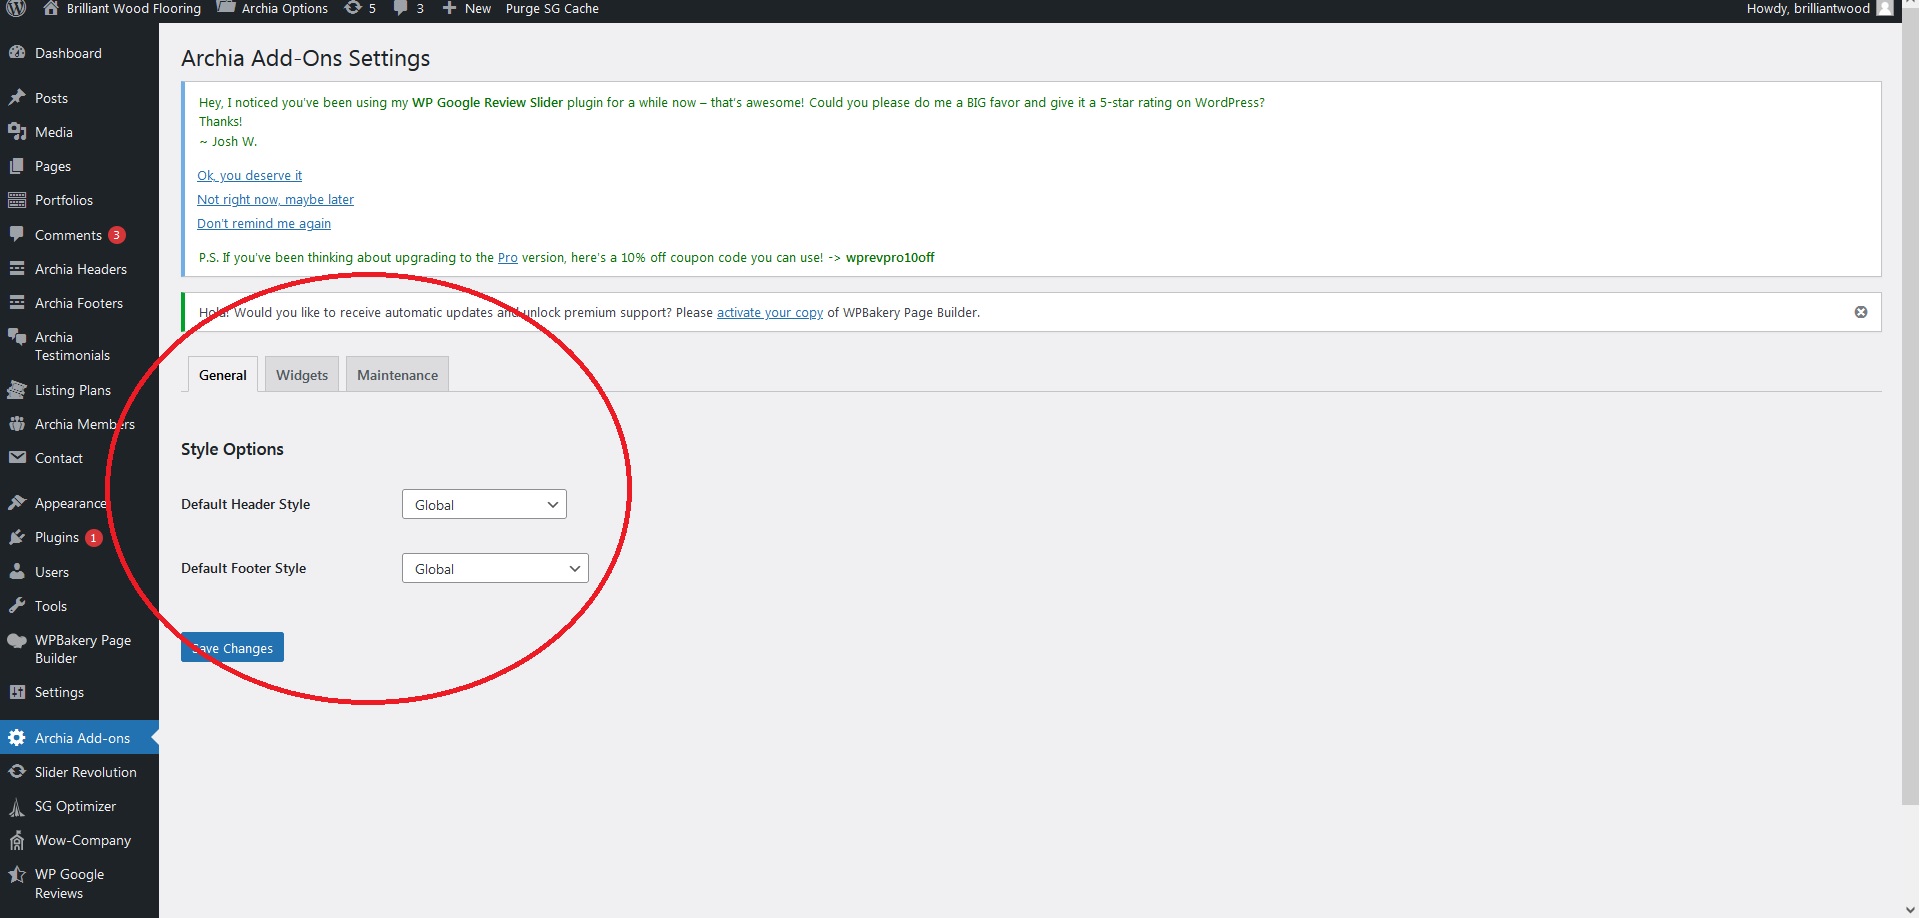 Brilliant Wood Flooring Archia Options 5 3 New Purge SG Cache Howdy, brilliantwood
Dashboard
Posts
Media
Pages
Portfolios
Comments 3
Archia Headers
Archia Footers
Archia
Testimonials
Listing Plans
Archia Members
Contact
Appearance
Plugins 1
Users
Tools
WPBakery Page
Builder
Settings
Archia Add-ons
Slider Revolution
SG Optimizer
Wow-Company
WP Google
Reviews
Archia Add-Ons Settings
Hey, I noticed you've been using my WP Google Review Slider plugin for a while now – that's awesome! Could you please do me a BIG favor and give it a 5-star rating on WordPress?
Thanks!
~ Josh W.
Ok, you deserve it
Not right now, maybe later
Don't remind me again
P.S. If you've been thinking about upgrading to the Pro version, here's a 10% off coupon code you can use! -> wprevpro10off
Hola! Would you like to receive automatic updates and unlock premium support? Please activate your copy of WPBakery Page Builder.
General Widgets Maintenance
Style Options
Default Header Style Global
Default Footer Style Global
Save Changes